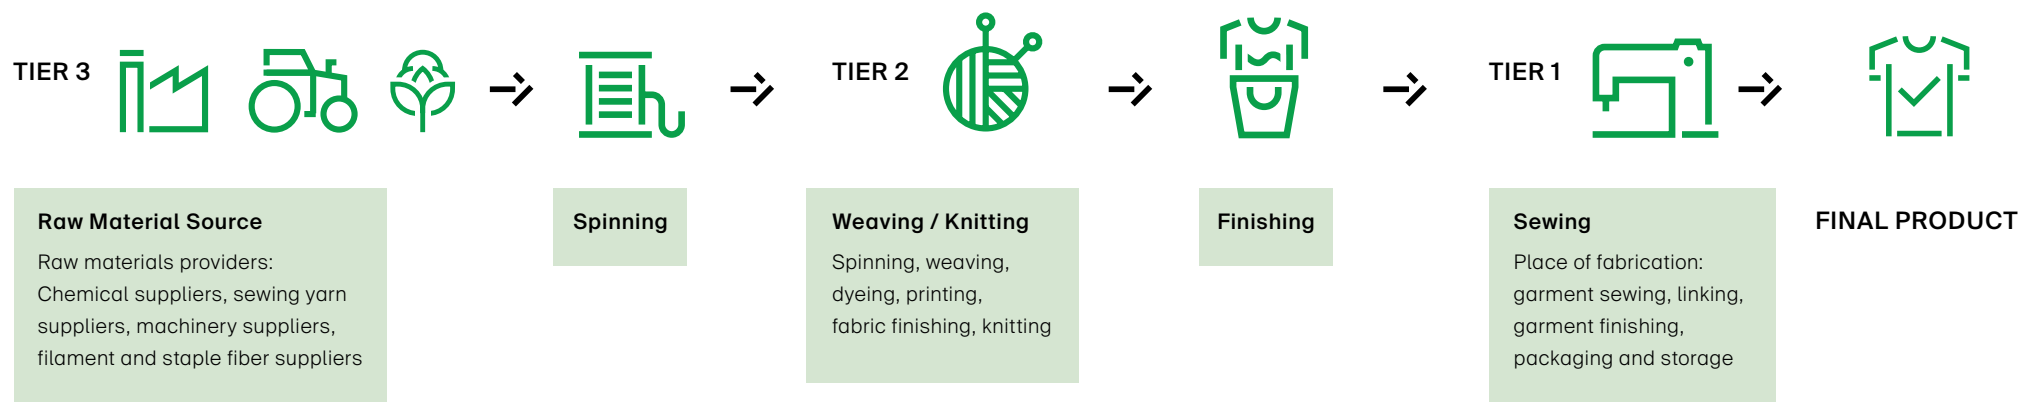 TIER 3
TIER 2
TIER 1
Raw Material Source
Raw materials providers:
Chemical suppliers, sewing yarn
suppliers, machinery suppliers,
filament and staple fiber suppliers
Spinning
Weaving / Knitting
Spinning, weaving,
dyeing, printing,
fabric finishing, knitting
Finishing
Sewing
Place of fabrication:
garment sewing, linking,
garment finishing,
packaging and storage
FINAL PRODUCT